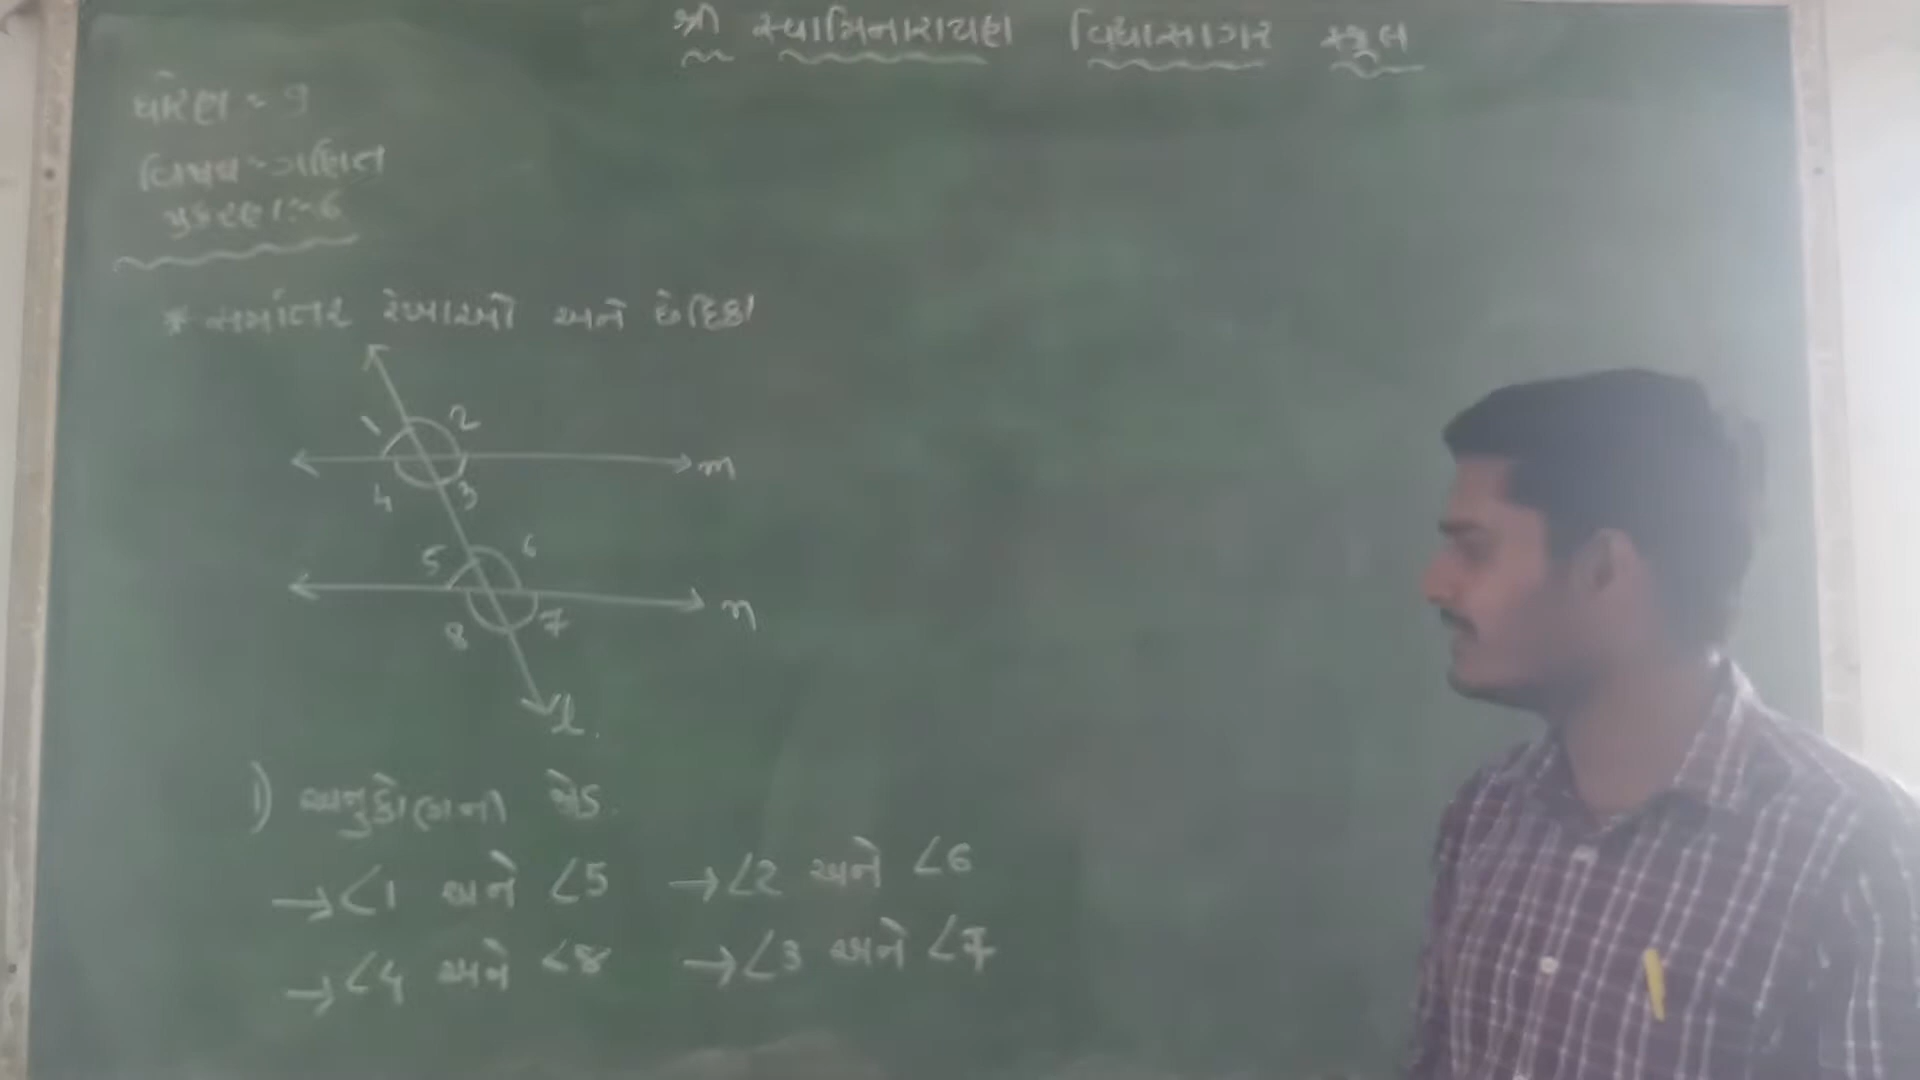 શ્રી સ્વામિનારાયણ વિદ્યાસાગર સ્કૂલ
ધોરણ :- 9
વિષય :- ગણિત
પ્રકરણ :- 6
* સમાંતર રેખાઓ અને છેદિકા
1 2
m
4 3
5 6
n
8 7
l
1) અનુકોણની જોડ.
→ ∠1 અને ∠5 → ∠2 અને ∠6
→ ∠4 અને ∠8 → ∠3 અને ∠7